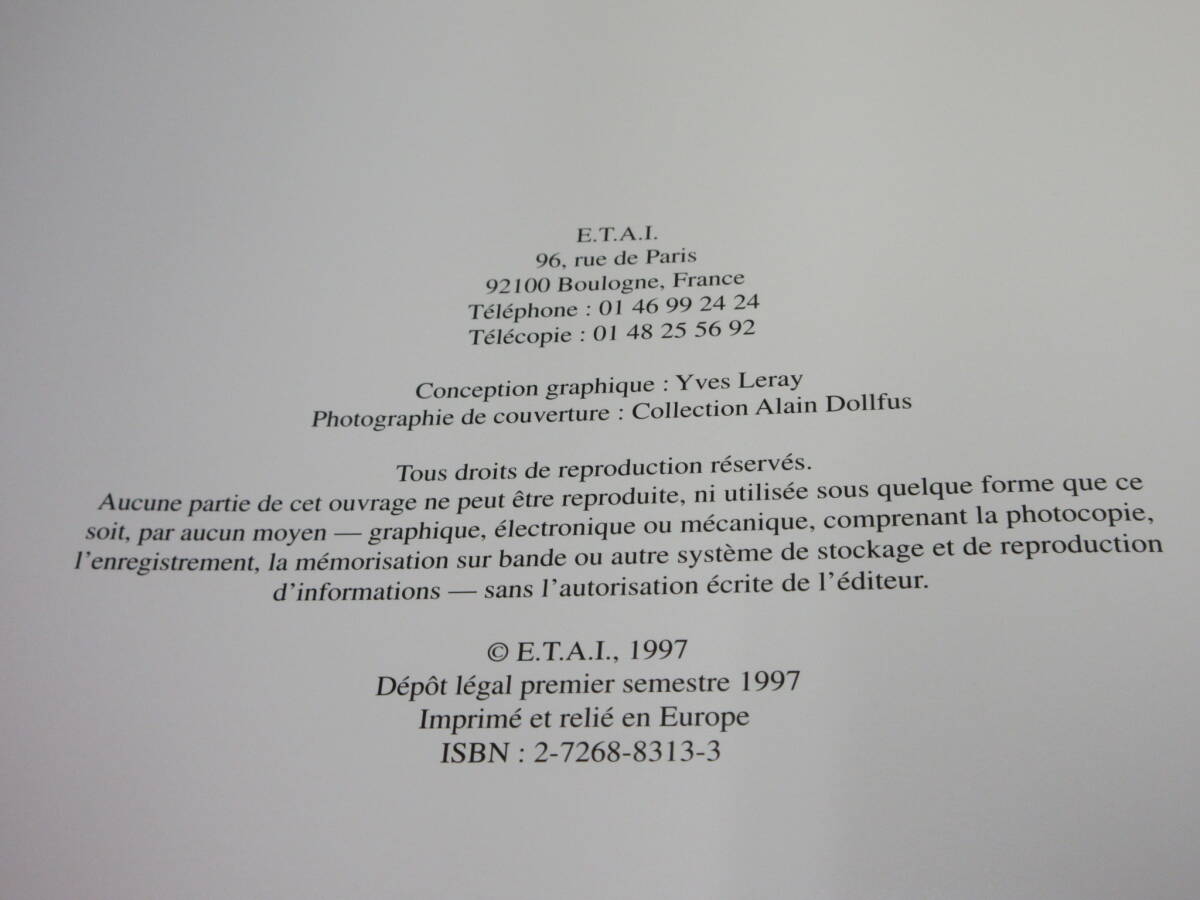 E.T.A.I.
96, rue de Paris
92100 Boulogne, France
Téléphone : 01 46 99 24 24
Télécopie : 01 48 25 56 92
Conception graphique : Yves Leray
Photographie de couverture : Collection Alain Dollfus
Tous droits de reproduction réservés.
Aucune partie de cet ouvrage ne peut être reproduite, ni utilisée sous quelque forme que ce
soit, par aucun moyen — graphique, électronique ou mécanique, comprenant la photocopie,
l'enregistrement, la mémorisation sur bande ou autre système de stockage et de reproduction
d'informations — sans l'autorisation écrite de l'éditeur.
© E.T.A.I., 1997
Dépôt légal premier semestre 1997
Imprimé et relié en Europe
ISBN : 2-7268-8313-3